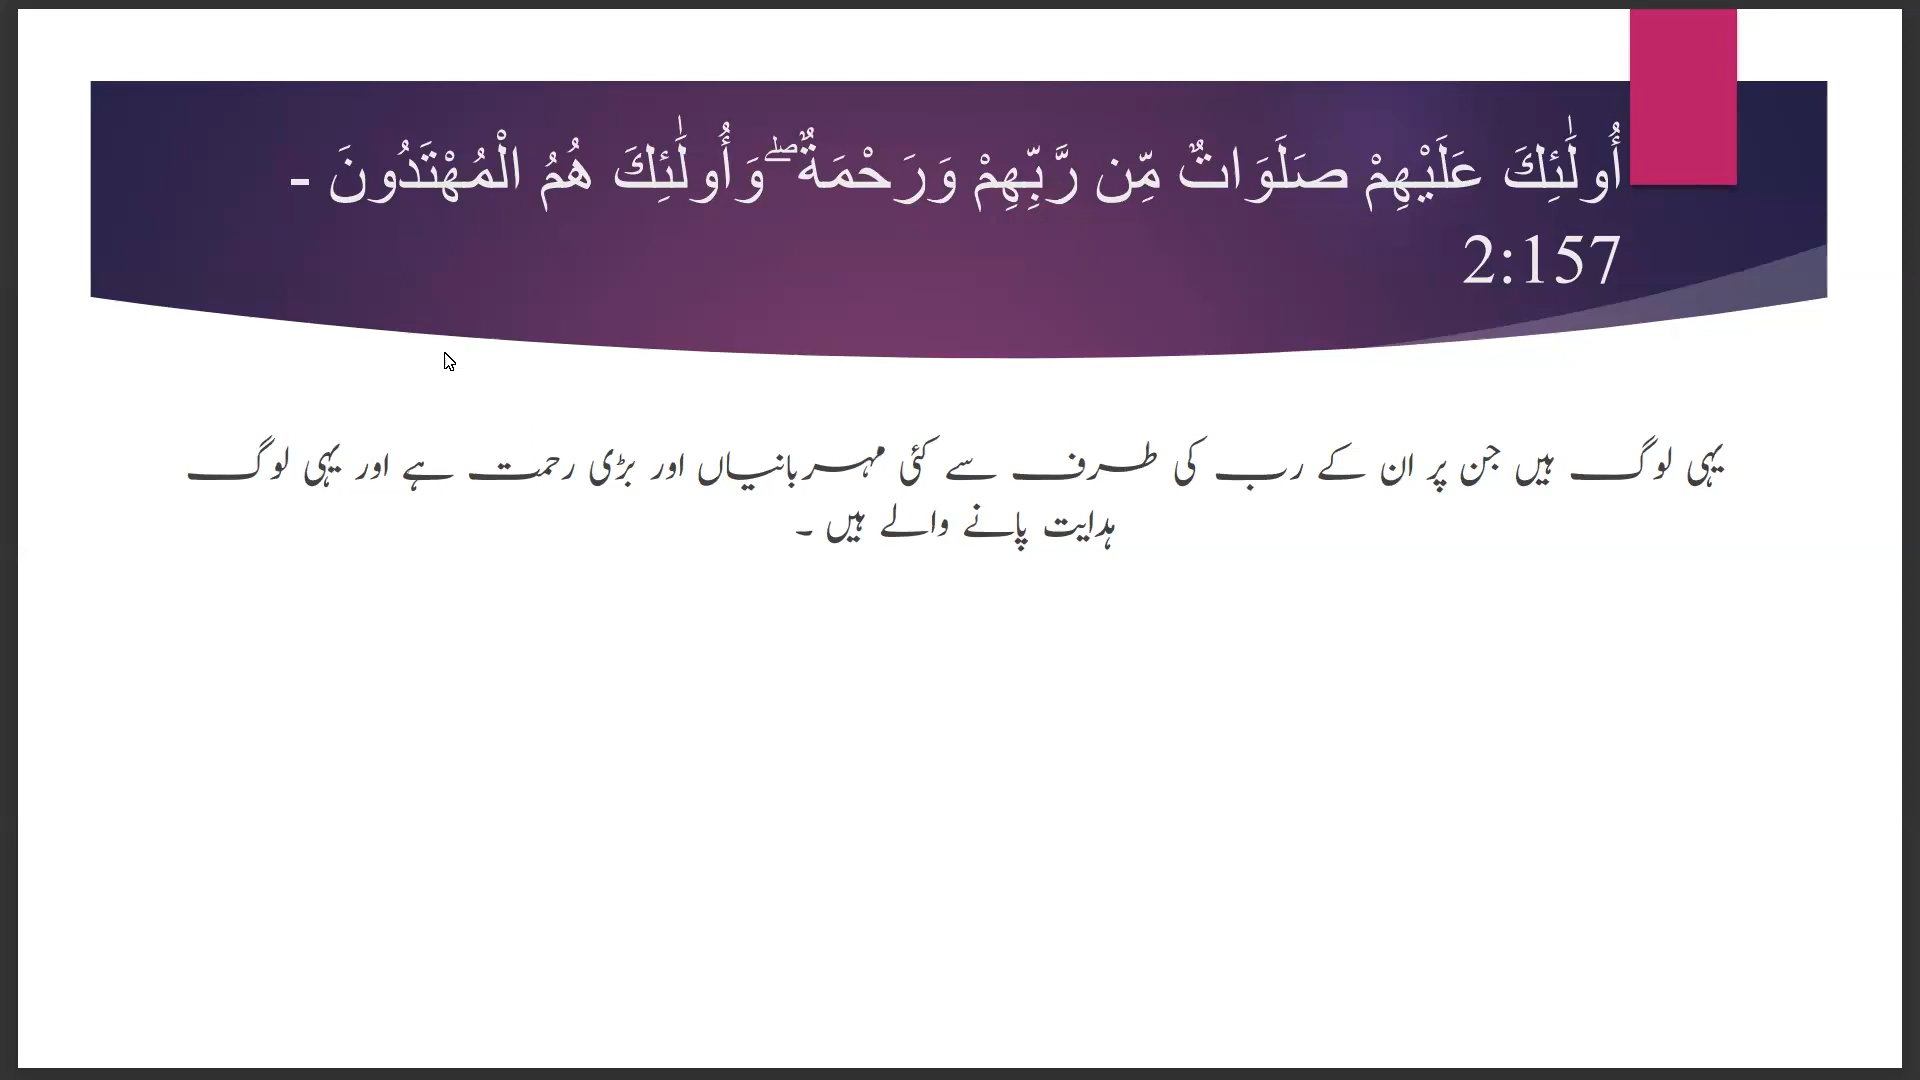 أُولَٰئِكَ عَلَيْهِمْ صَلَوَاتٌ مِّن رَّبِّهِمْ وَرَحْمَةٌ ۖ وَأُولَٰئِكَ هُمُ الْمُهْتَدُونَ -
2:157
یہی لوگ ہیں جن پر ان کے رب کی طرف سے کئی مہربانیاں اور بڑی رحمت ہے اور یہی لوگ
ہدایت پانے والے ہیں ۔